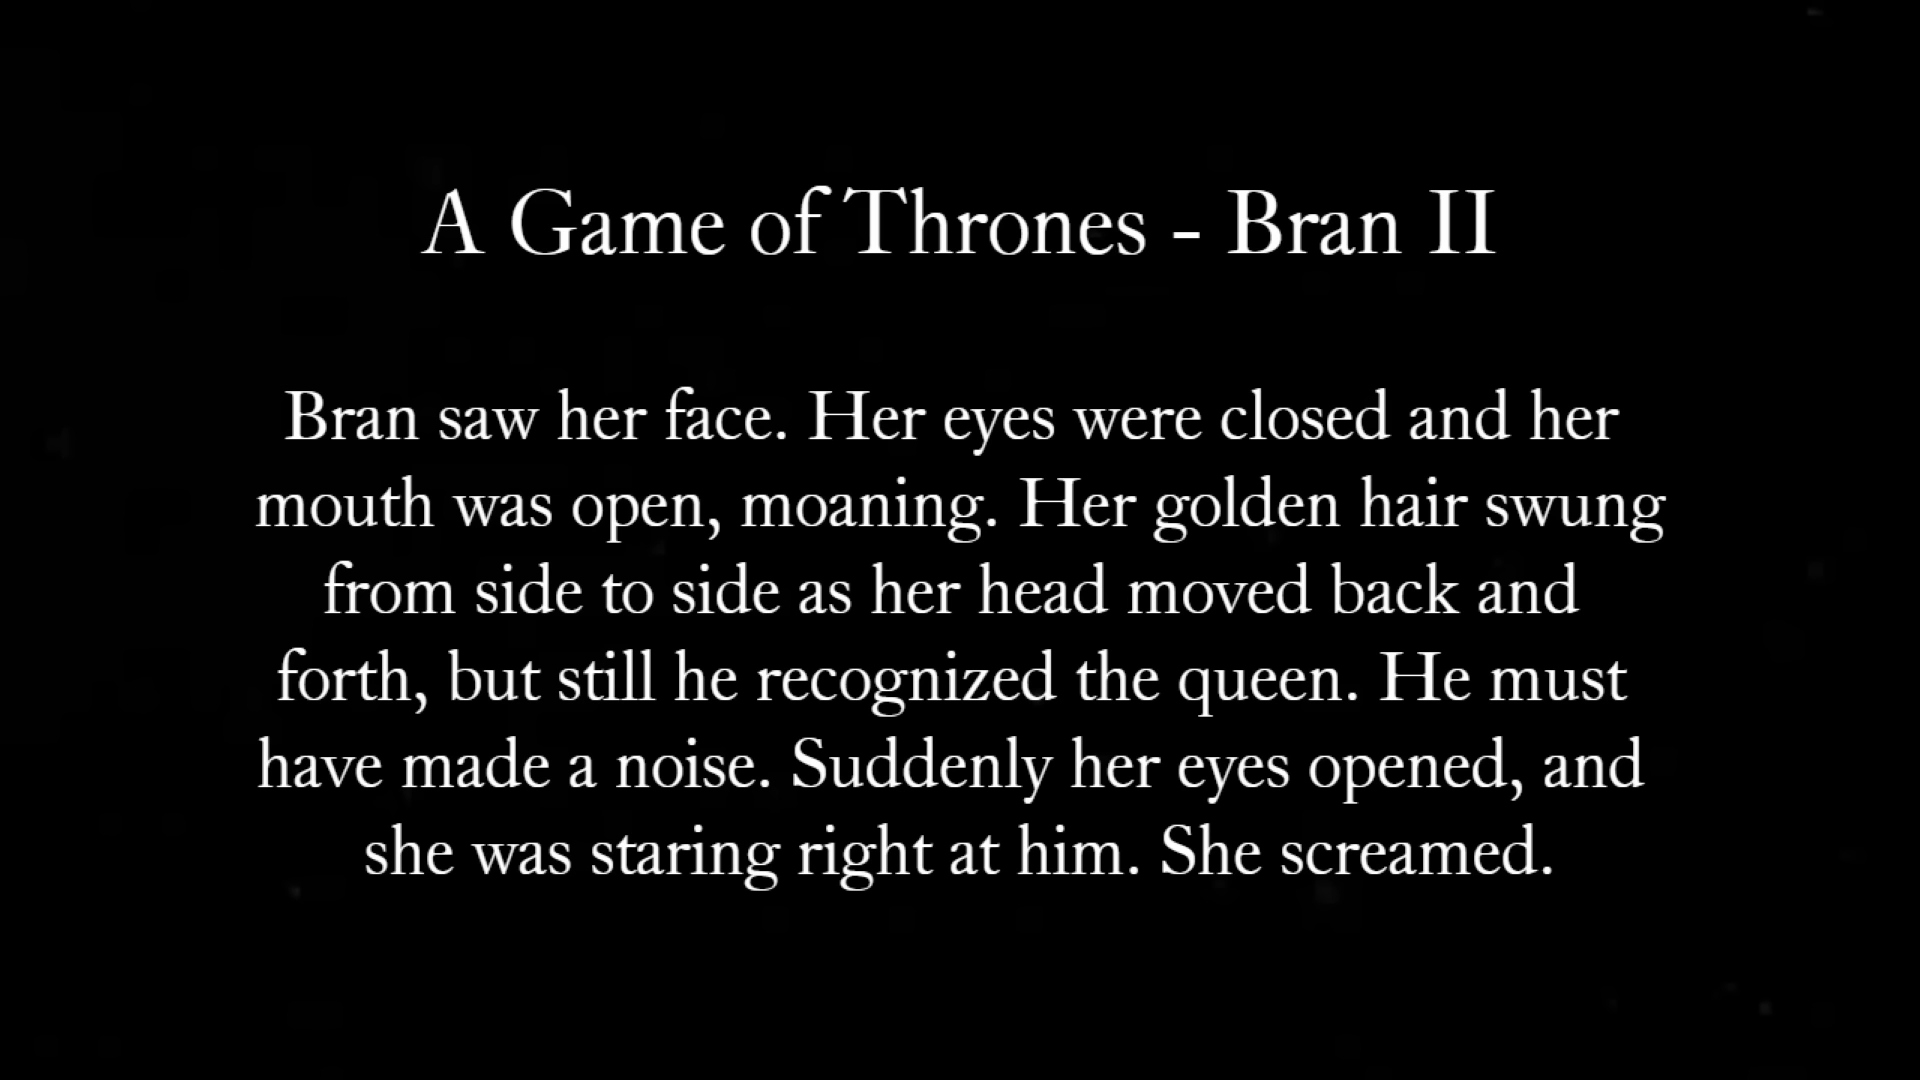 A Game of Thrones - Bran II
Bran saw her face. Her eyes were closed and her
mouth was open, moaning. Her golden hair swung
from side to side as her head moved back and
forth, but still he recognized the queen. He must
have made a noise. Suddenly her eyes opened, and
she was staring right at him. She screamed.